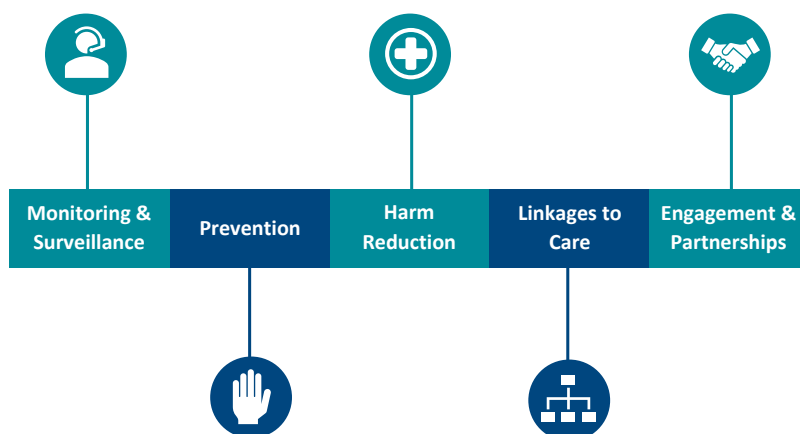 Monitoring &
Surveillance
Prevention
Harm
Reduction
Linkages to
Care
Engagement &
Partnerships